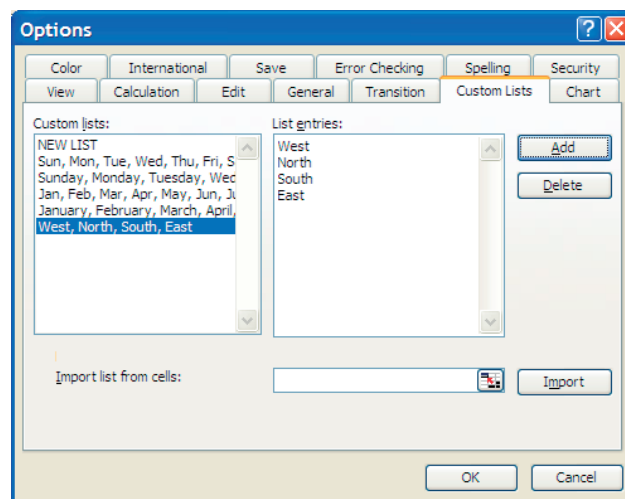 Options
Color International Save Error Checking Spelling Security
View Calculation Edit General Transition Custom Lists Chart
Custom lists:
NEW LIST
Sun, Mon, Tue, Wed, Thu, Fri, S
Sunday, Monday, Tuesday, Wed
Jan, Feb, Mar, Apr, May, Jun, Ju
January, February, March, April,
West, North, South, East
List entries:
West
North
South
East
Add
Delete
Import list from cells:
Import
OK Cancel